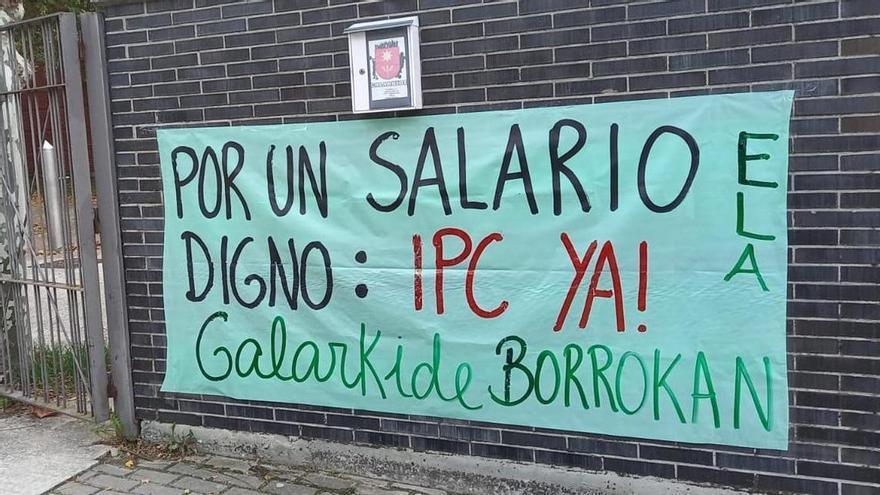 POR UN SALARIO
DIGNO: IPC YA!
Galarkide BORROKAN
ELA